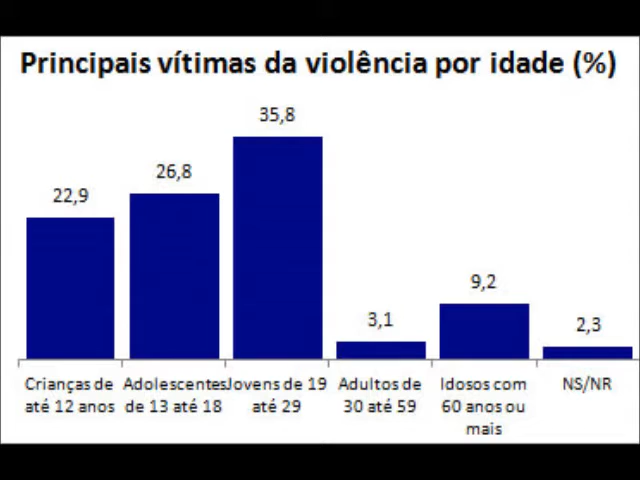 Principais vítimas da violência por idade (%)
35,8
26,8
22,9
9,2
3,1
2,3
Crianças de até 12 anos
Adolescentes de 13 até 18
Jovens de 19 até 29
Adultos de 30 até 59
Idosos com 60 anos ou mais
NS/NR